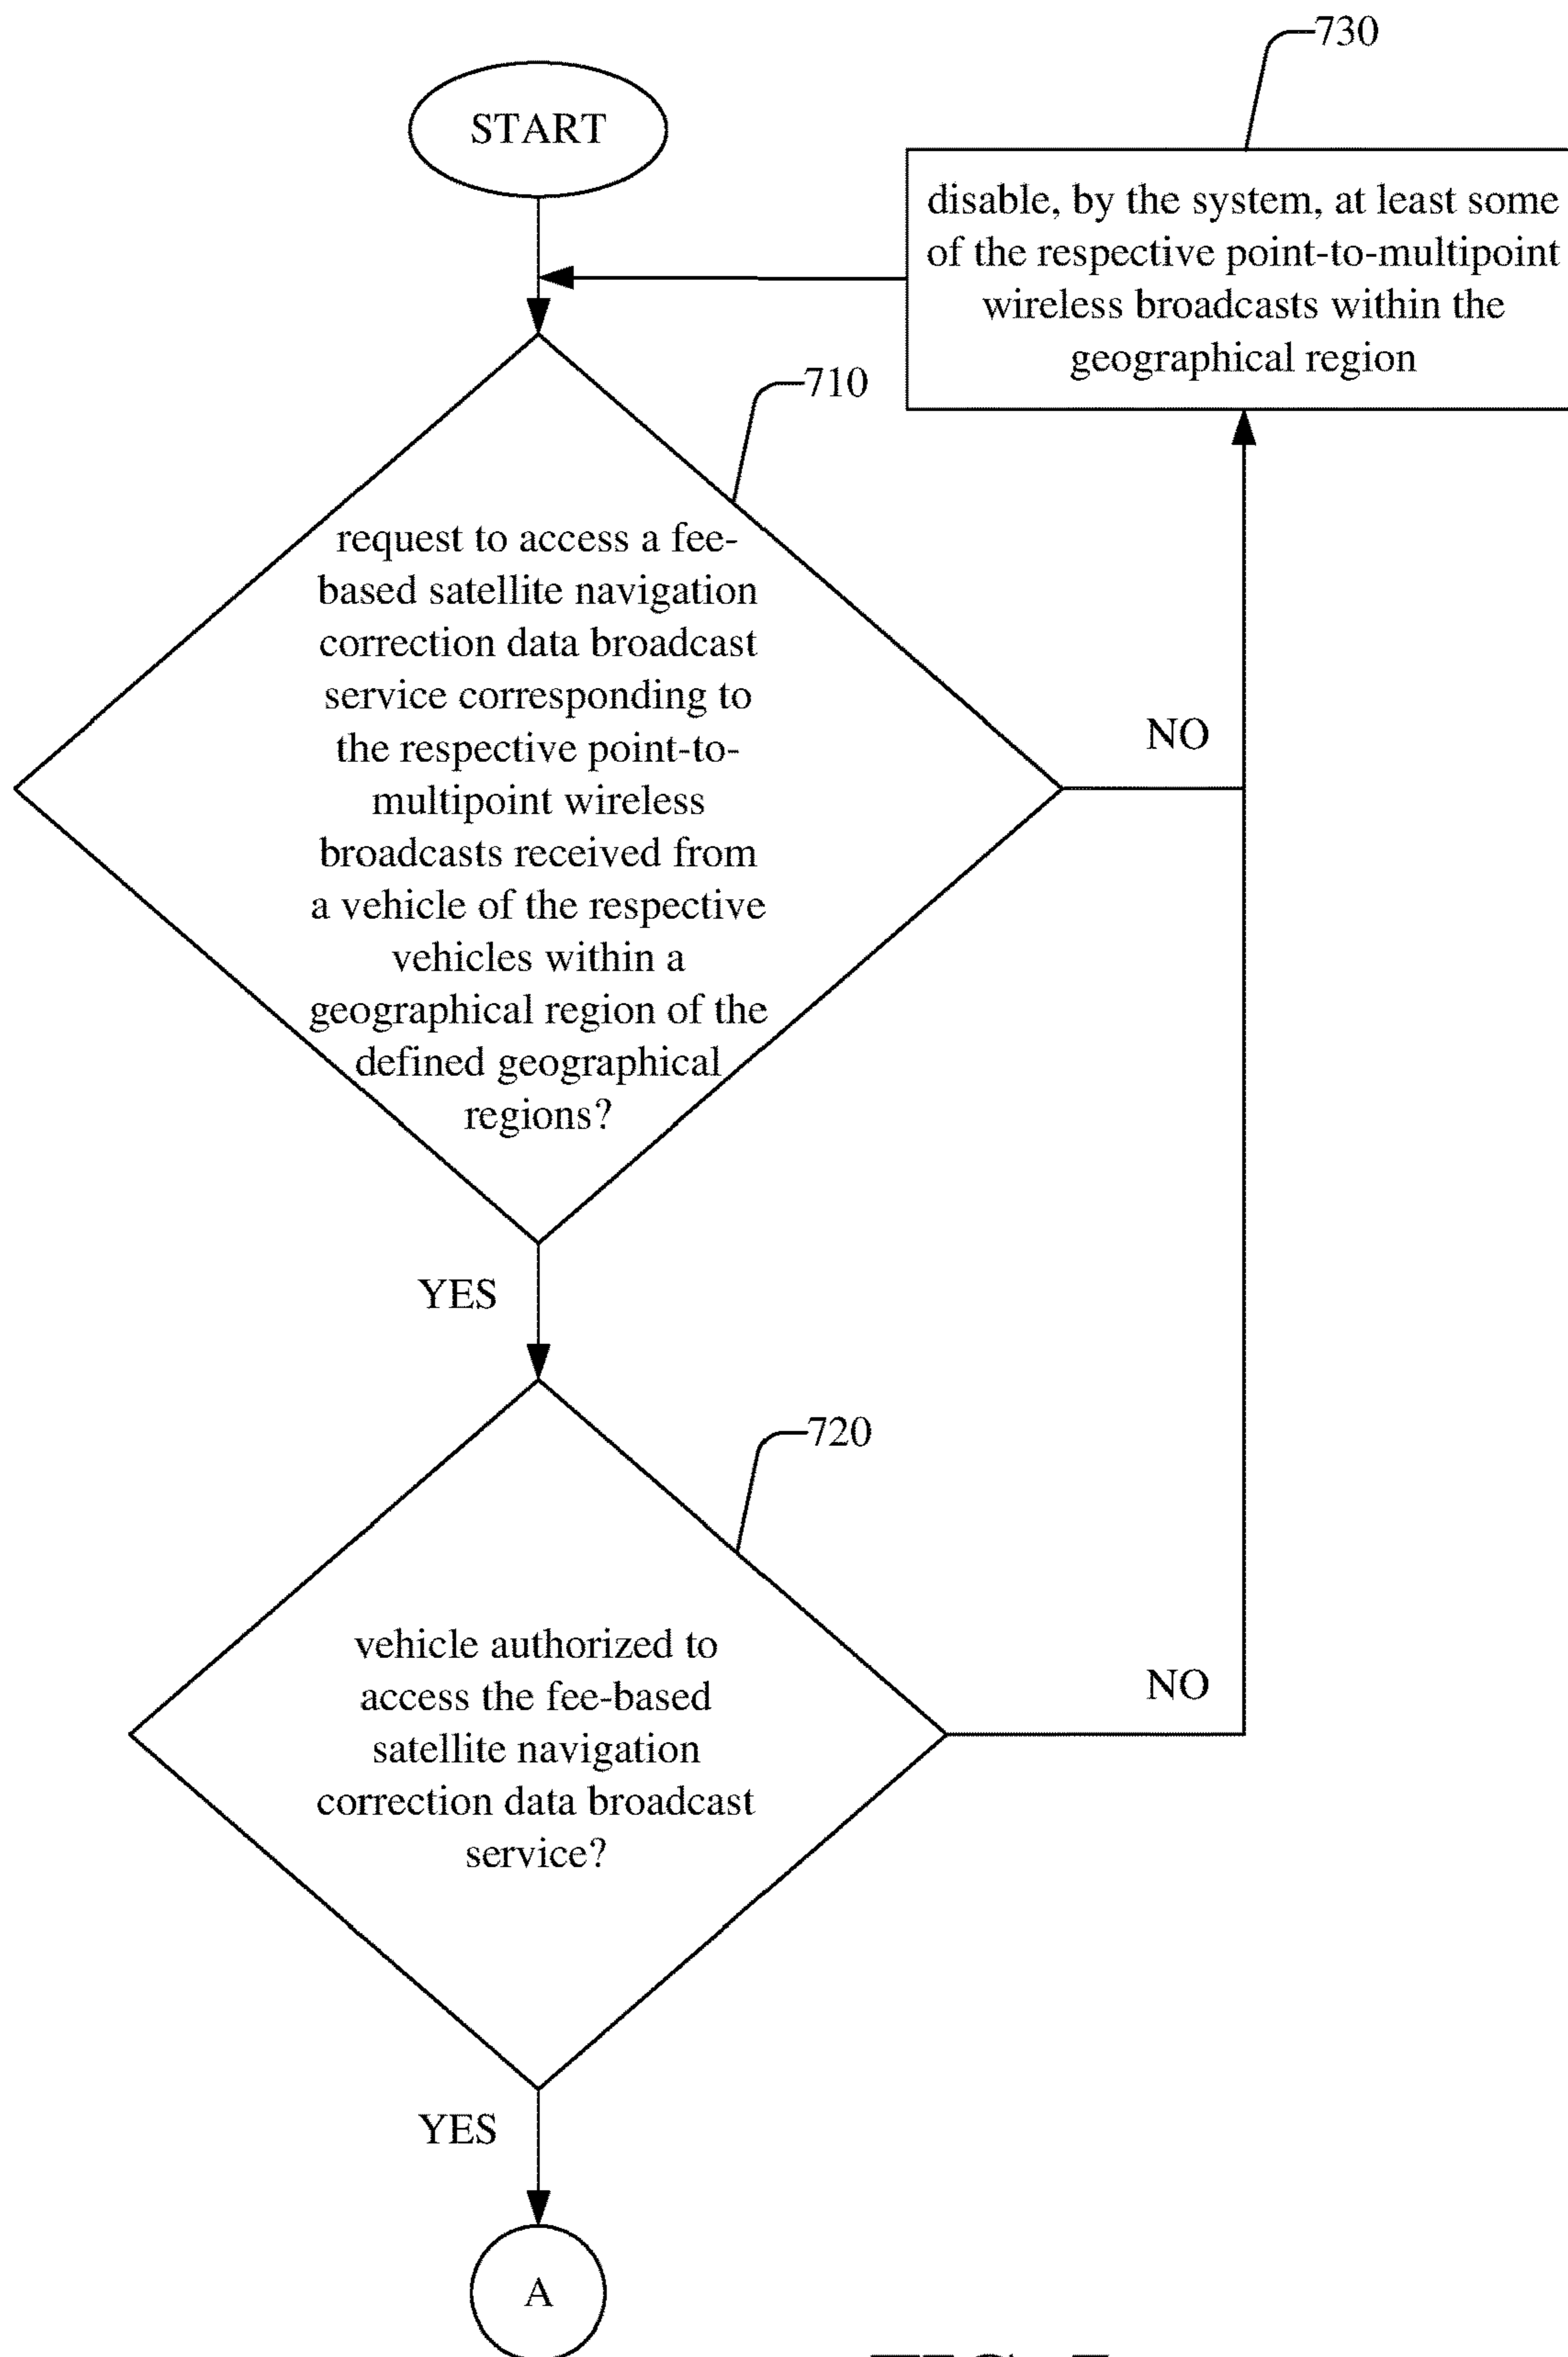 730
START
disable, by the system, at least some
of the respective point-to-multipoint
wireless broadcasts within the
geographical region
710
request to access a fee-
based satellite navigation
correction data broadcast
service corresponding to
the respective point-to-
multipoint wireless
broadcasts received from
a vehicle of the respective
vehicles within a
geographical region of the
defined geographical
regions?
NO
YES
720
vehicle authorized to
access the fee-based
satellite navigation
correction data broadcast
service?
NO
YES
A